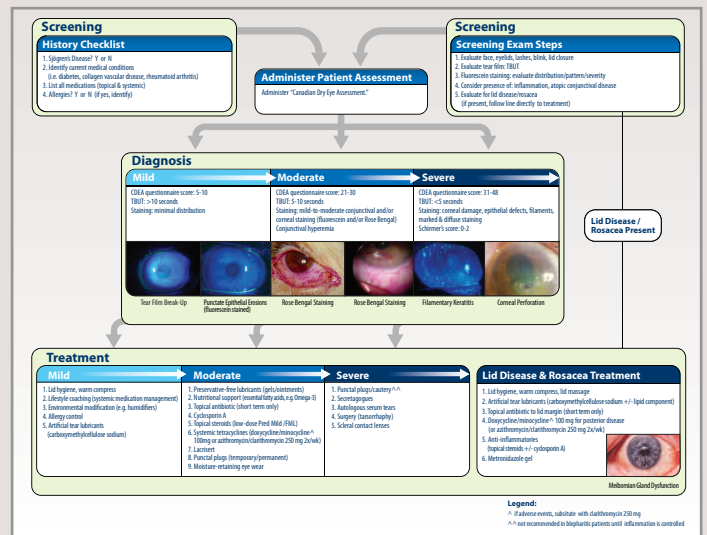 Screening
History Checklist
1. Sjögren's Disease? Y or N
2. Identify current medical conditions
(i.e. diabetes, collagen vascular disease, rheumatoid arthritis)
3. List all medications (topical & systemic)
4. Allergies? Y or N (if yes, identify)
Administer Patient Assessment
Administer "Canadian Dry Eye Assessment."
Screening
Screening Exam Steps
1. Evaluate face, eyelids, lashes, blink, lid closure
2. Evaluate tear film: TBUT
3. Fluorescein staining: evaluate distribution/pattern/severity
4. Consider presence of: inflammation, atopic conjunctival disease
5. Evaluate for lid disease/rosacea
(if present, follow line directly to treatment)
Diagnosis
Mild
CDEA questionnaire score: 5-10
TBUT: >10 seconds
Staining: minimal distribution
Moderate
CDEA questionnaire score: 21-30
TBUT: 5-10 seconds
Staining: mild-to-moderate conjunctival and/or
corneal staining (fluorescein and/or Rose Bengal)
Conjunctival hyperemia
Severe
CDEA questionnaire score: 31-48
TBUT: <5 seconds
Staining: corneal damage, epithelial defects, filaments,
marked & diffuse staining
Schirmer's score: 0-2
Tear Film Break-Up
Punctate Epithelial Erosions
(fluorescein stained)
Rose Bengal Staining
Rose Bengal Staining
Filamentary Keratitis
Corneal Perforation
Lid Disease /
Rosacea Present
Treatment
Mild
1. Lid hygiene, warm compress
2. Lifestyle coaching (systemic medication management)
3. Environmental modification (e.g. humidifiers)
4. Allergy control
5. Artificial tear lubricants
(carboxymethylcellulose sodium)
Moderate
1. Preservative-free lubricants (gels/ointments)
2. Nutritional support (essential fatty acids, e.g. Omega-3)
3. Topical antibiotic (short term only)
4. Cyclosporin A
5. Topical steroids (low-dose Pred Mild /FML)
6. Systemic tetracyclines (doxycycline/minocycline^
100mg or azithromycin/clarithromycin 250 mg 2x/wk)
7. Lacrisert
8. Punctal plugs (temporary/permanent)
9. Moisture-retaining eye wear
Severe
1. Punctal plugs/cautery^^
2. Secretagogues
3. Autologous serum tears
4. Surgery (tarsorrhaphy)
5. Scleral contact lenses
Lid Disease & Rosacea Treatment
1. Lid hygiene, warm compress, lid massage
2. Artificial tear lubricants (carboxymethylcellulose sodium +/- lipid component)
3. Topical antibiotic to lid margin (short term only)
4. Doxycycline/minocycline^ 100 mg for posterior disease
(or azithromycin/clarithromycin 250 mg 2x/wk)
5. Anti-inflammatories
(topical steroids +/- cyclosporin A)
6. Metronidazole gel
Meibomian Gland Dysfunction
Legend:
^ if adverse events, subsitute with clarithromycin 250 mg
^^ not recommended in blepharitis patients until inflammation is controlled